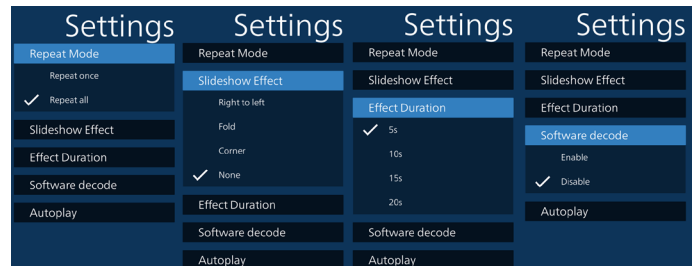 Settings
Repeat Mode
Repeat once
Repeat all
Slideshow Effect
Effect Duration
Software decode
Autoplay
Settings
Repeat Mode
Slideshow Effect
Right to left
Fold
Corner
None
Effect Duration
Software decode
Autoplay
Settings
Repeat Mode
Slideshow Effect
Effect Duration
5s
10s
15s
20s
Software decode
Autoplay
Settings
Repeat Mode
Slideshow Effect
Effect Duration
Software decode
Enable
Disable
Autoplay